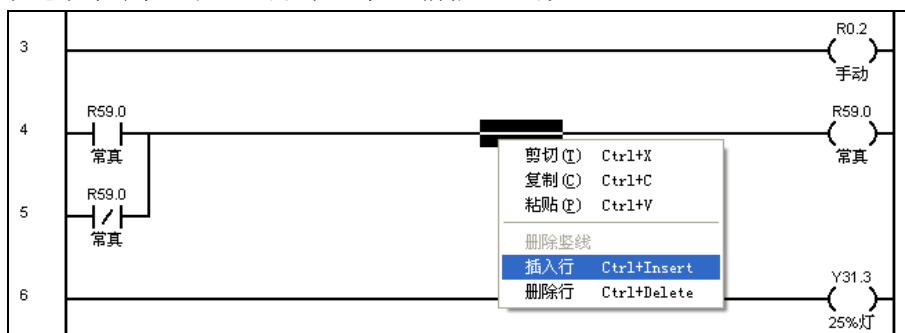 R0.2
3
手动
R59.0
R59.0
4
常真
常真
剪切(T) Ctrl+X
复制(C) Ctrl+C
粘贴(P) Ctrl+V
R59.0
5
常真
删除竖线
插入行 Ctrl+Insert
删除行 Ctrl+Delete
Y31.3
6
25%灯